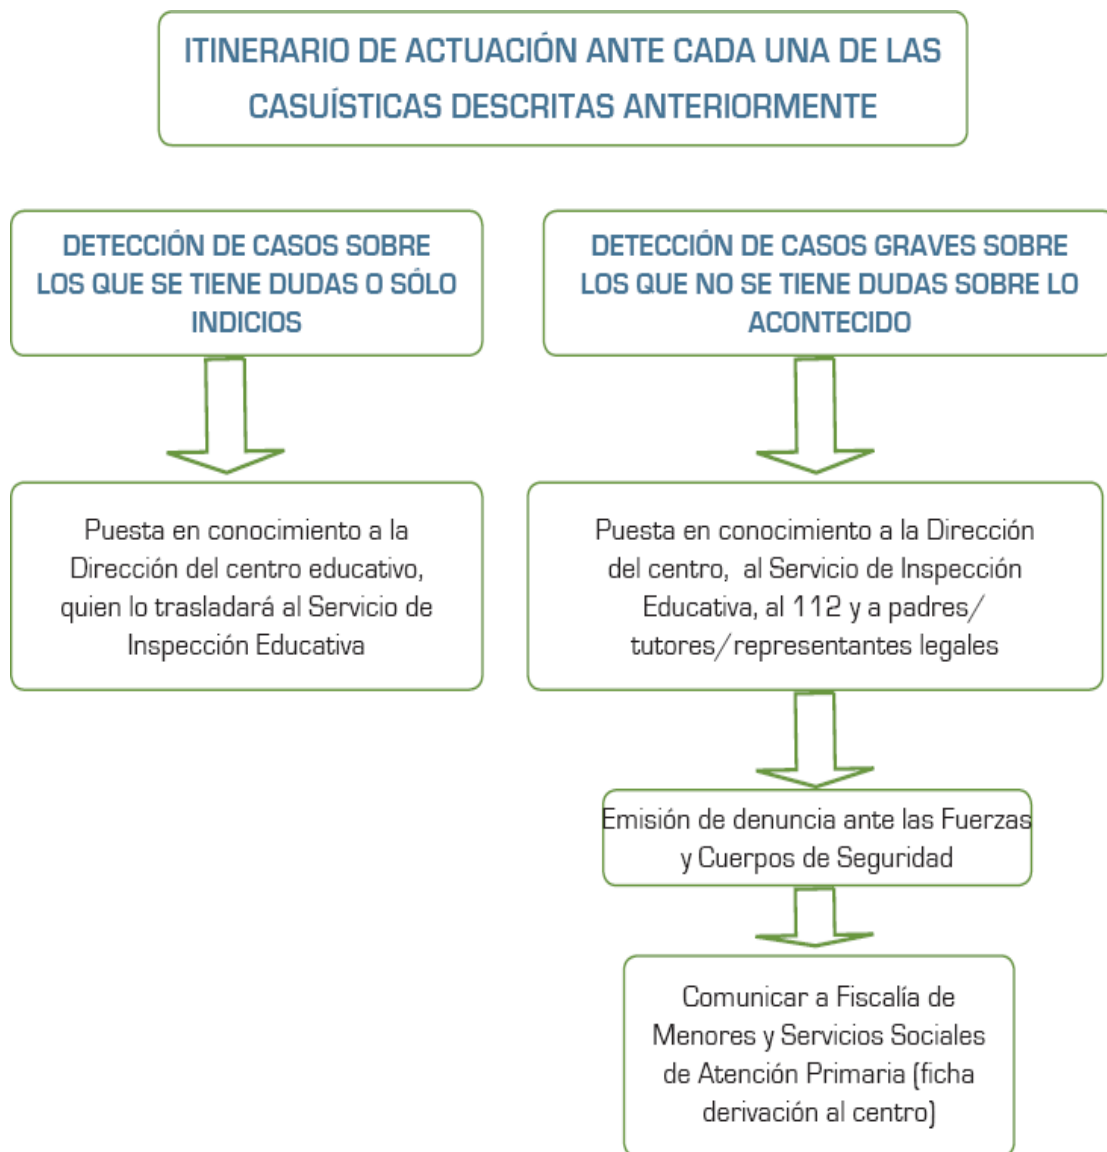 ITINERARIO DE ACTUACIÓN ANTE CADA UNA DE LAS
CASUÍSTICAS DESCRITAS ANTERIORMENTE
DETECCIÓN DE CASOS SOBRE
LOS QUE SE TIENE DUDAS O SÓLO
INDICIOS
Puesta en conocimiento a la
Dirección del centro educativo,
quien lo trasladará al Servicio de
Inspección Educativa
DETECCIÓN DE CASOS GRAVES SOBRE
LOS QUE NO SE TIENE DUDAS SOBRE LO
ACONTECIDO
Puesta en conocimiento a la Dirección
del centro, al Servicio de Inspección
Educativa, al 112 y a padres/
tutores/representantes legales
Emisión de denuncia ante las Fuerzas
y Cuerpos de Seguridad
Comunicar a Fiscalía de
Menores y Servicios Sociales
de Atención Primaria (ficha
derivación al centro)